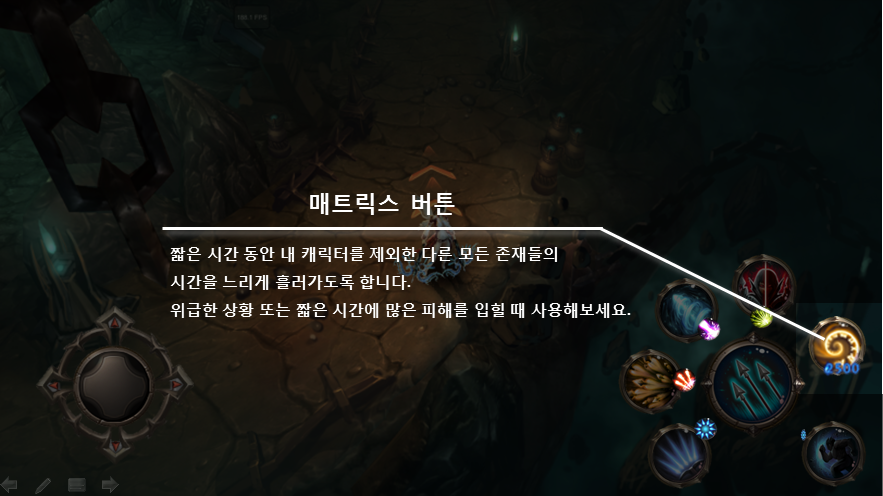 매트릭스 버튼
짧은 시간 동안 내 캐릭터를 제외한 다른 모든 존재들의
시간을 느리게 흘러가도록 합니다.
위급한 상황 또는 짧은 시간에 많은 피해를 입힐 때 사용해보세요.